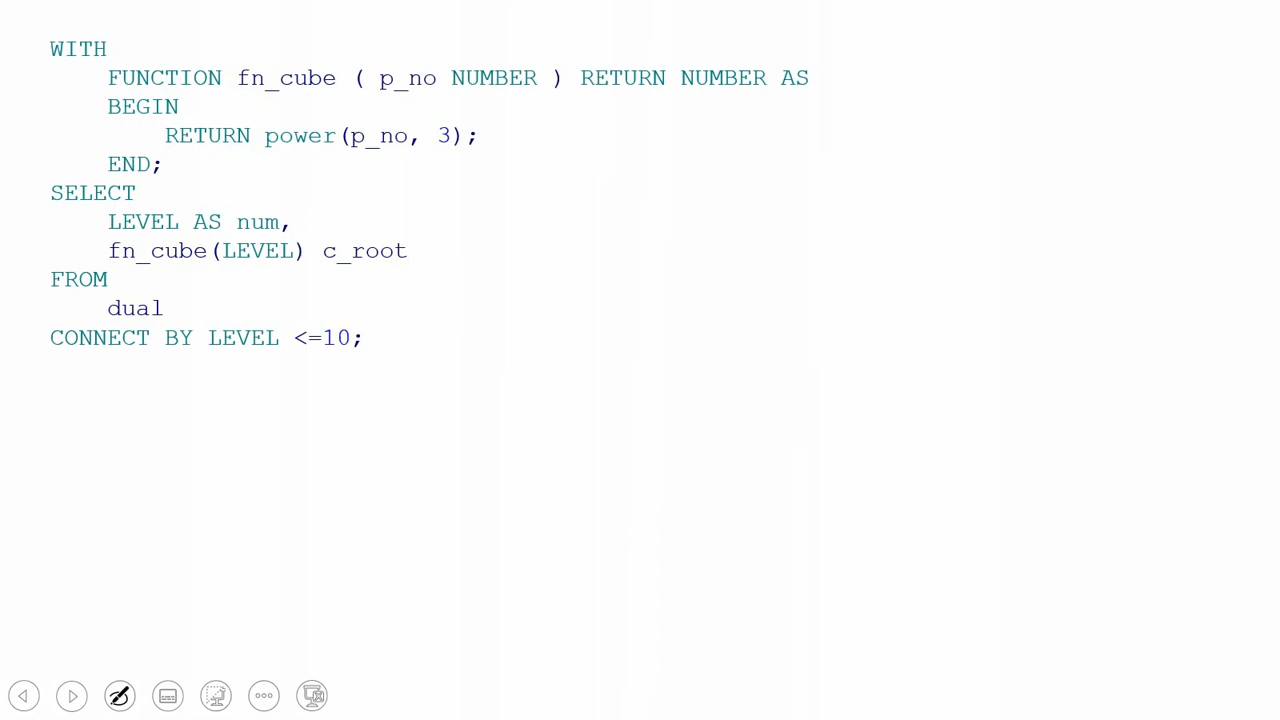 WITH
    FUNCTION fn_cube ( p_no NUMBER ) RETURN NUMBER AS
    BEGIN
        RETURN power(p_no, 3);
    END;
SELECT
    LEVEL AS num,
    fn_cube(LEVEL) c_root
FROM
    dual
CONNECT BY LEVEL <=10;